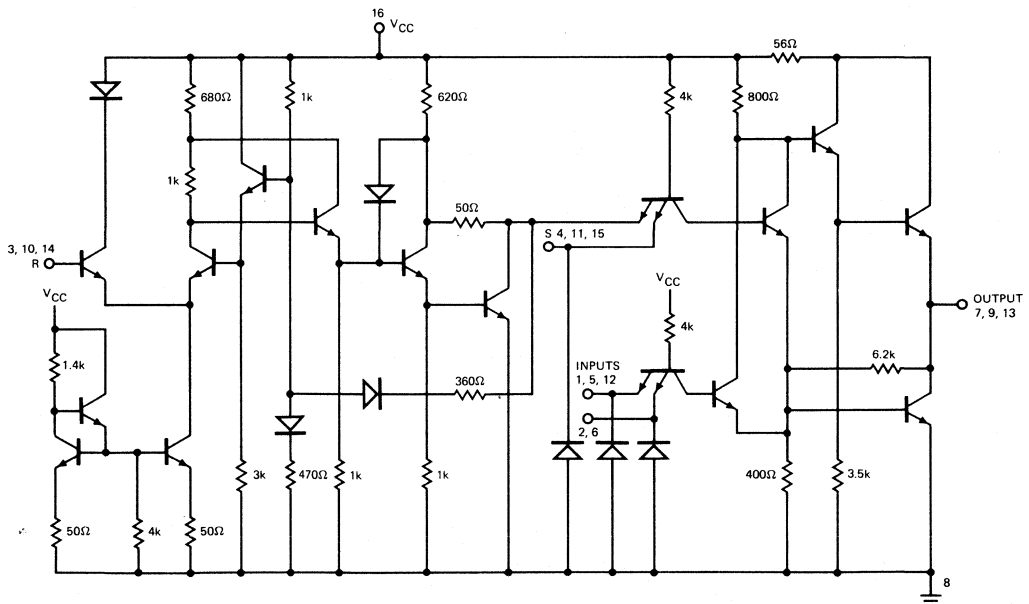 16
VCC
56Ω
680Ω
1k
620Ω
4k
800Ω
1k
50Ω
S 4, 11, 15
3, 10, 14
R
VCC
VCC
OUTPUT
7, 9, 13
1.4k
4k
6.2k
INPUTS
1, 5, 12
360Ω
2, 6
3k
470Ω
1k
1k
400Ω
3.5k
50Ω
4k
50Ω
8